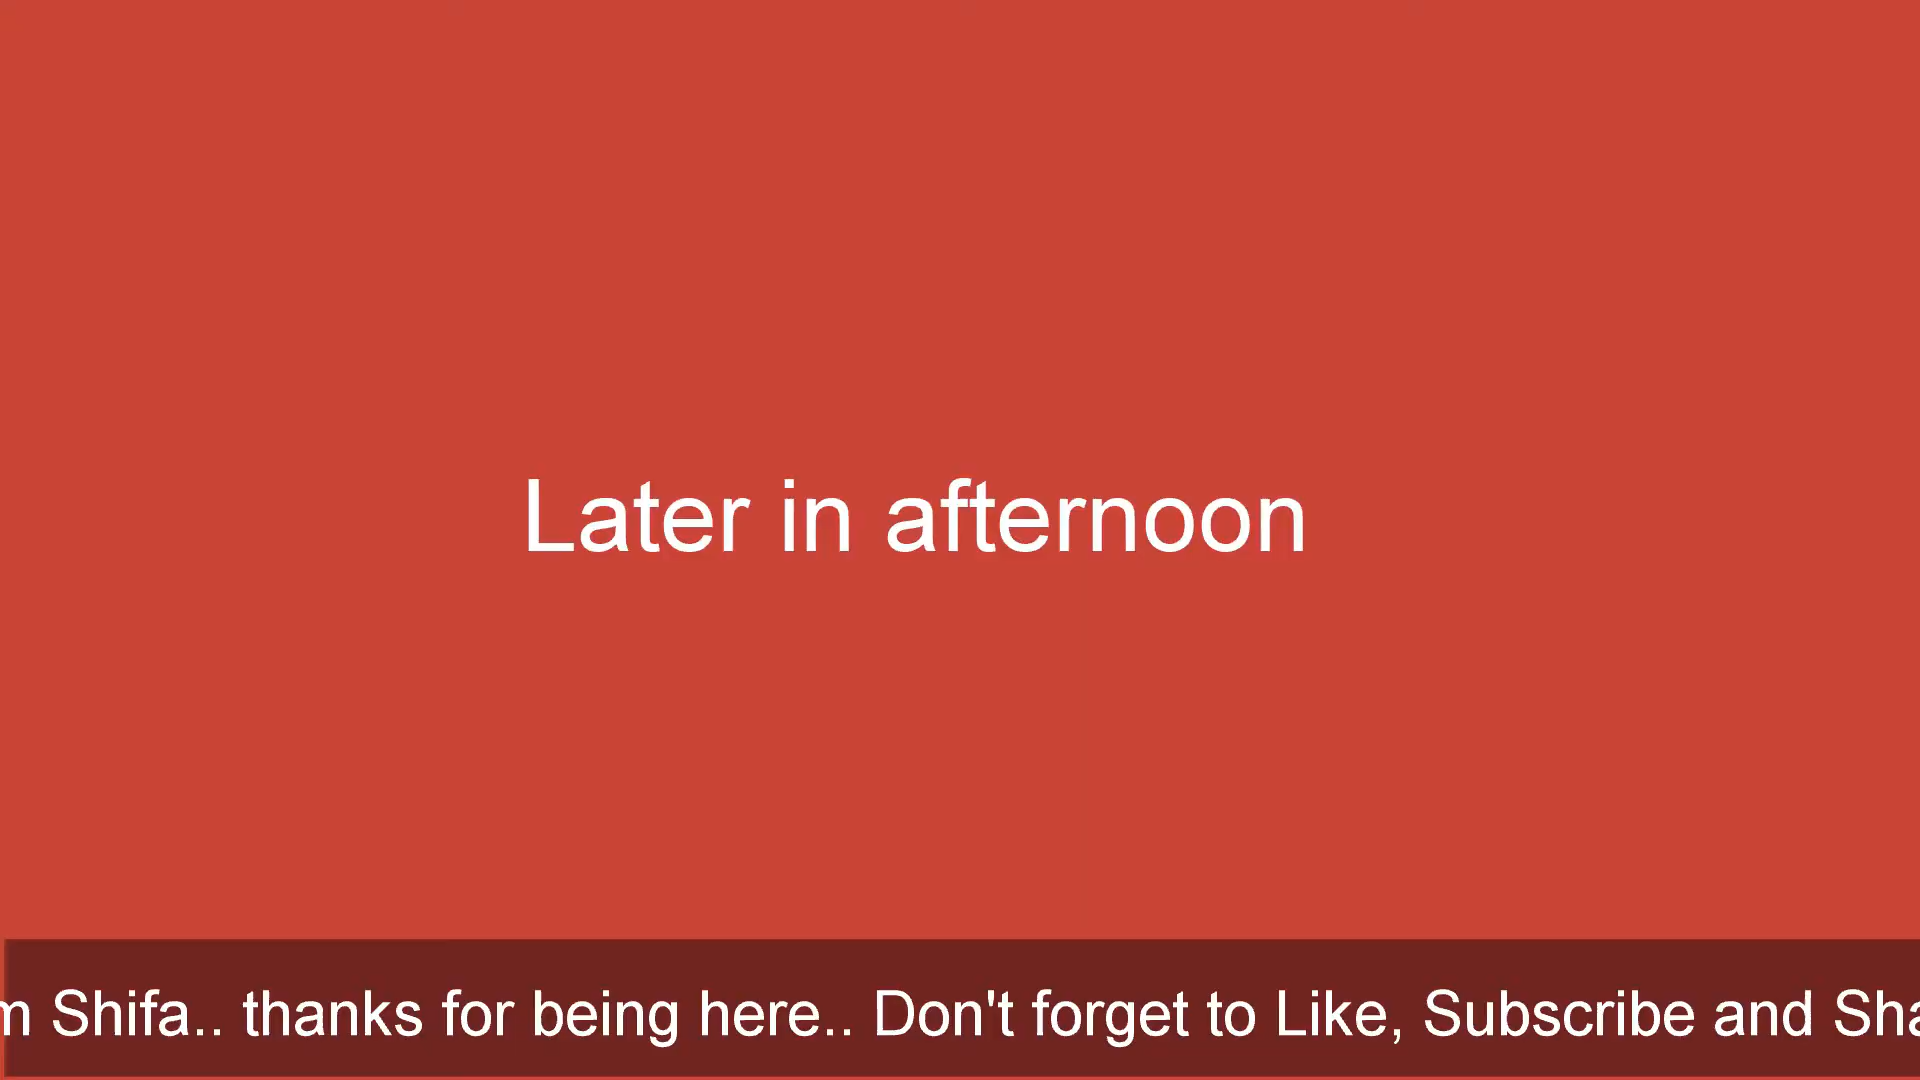 Later in afternoon
m Shifa.. thanks for being here.. Don't forget to Like, Subscribe and Sha